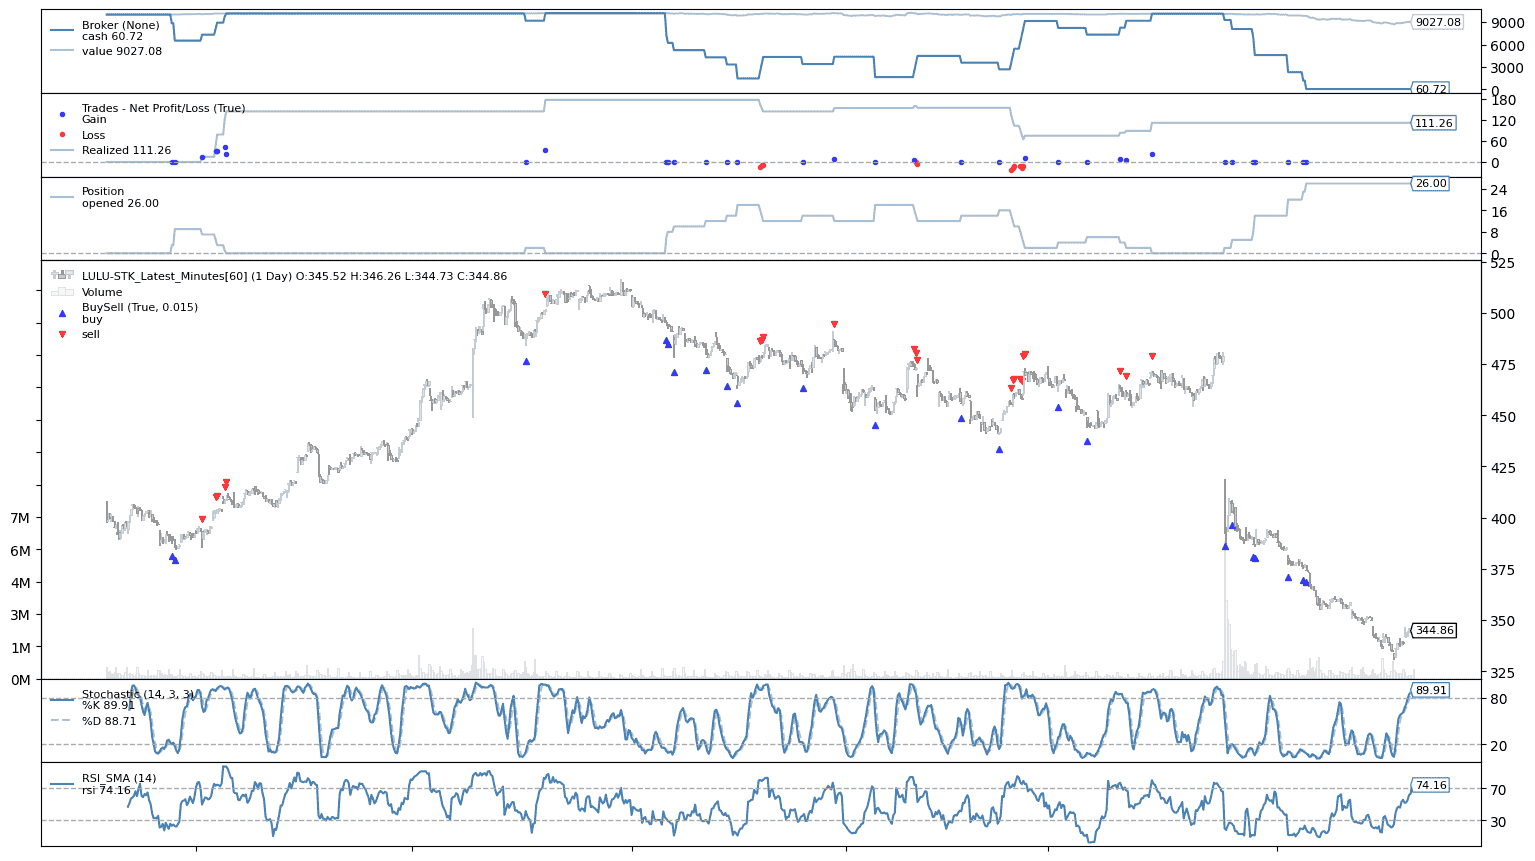 Broker (None)
cash 60.72
value 9027.08
9027.08
9000
6000
3000
0
60.72
Trades - Net Profit/Loss (True)
Gain
Loss
Realized 111.26
180
120
111.26
60
0
Position
opened 26.00
26.00
24
16
8
0
LULU-STK_Latest_Minutes[60] (1 Day) O:345.52 H:346.26 L:344.73 C:344.86
Volume
BuySell (True, 0.015)
buy
sell
525
500
475
450
425
400
375
350
344.86
325
7M
6M
4M
3M
1M
0M
Stochastic (14, 3, 3)
%K 89.91
%D 88.71
89.91
80
20
RSI_SMA (14)
rsi 74.16
74.16
70
30